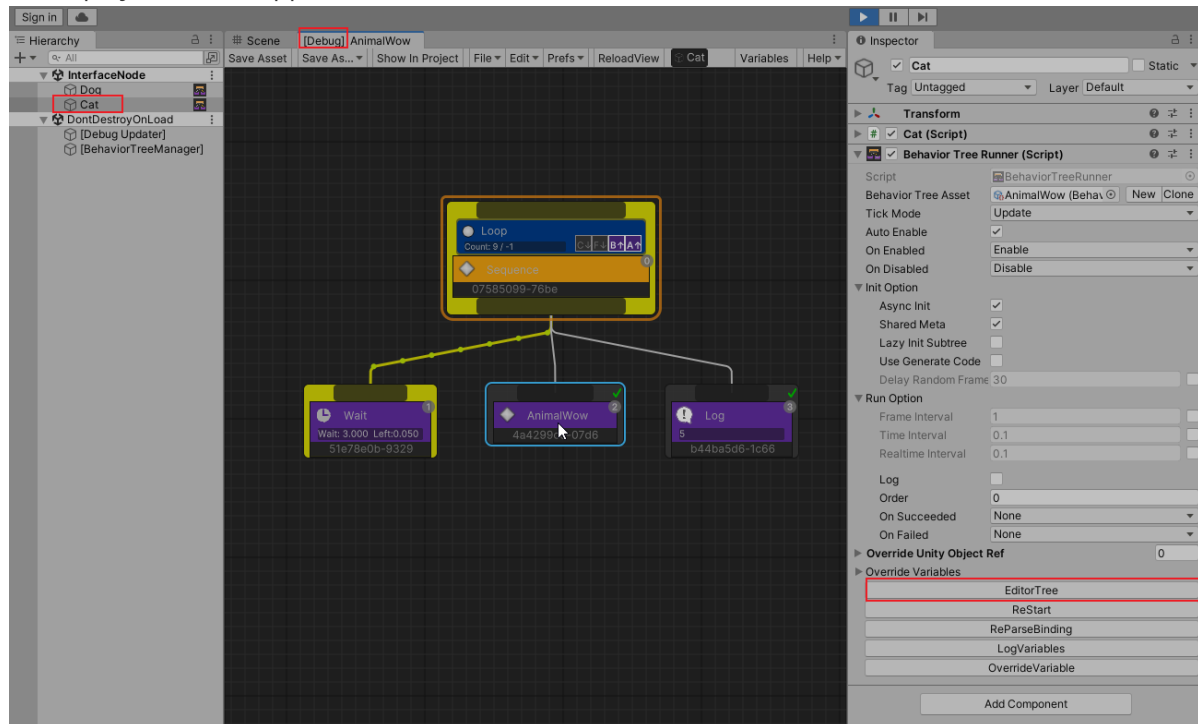 Sign in
Hierarchy
All
InterfaceNode
Dog
Cat
DontDestroyOnLoad
[Debug Updater]
[BehaviorTreeManager]
# Scene [Debug] AnimalWow
Save Asset Save As... Show In Project File Edit Prefs ReloadView Cat Variables Help
Loop
Count: 9 / -1 C↓ F↓ B↑ A↑
Sequence 0
07585099-76be
Wait 1
Wait: 3.000 Left:0.050
51e78e0b-9329
AnimalWow 2
Log 3
5
b44ba5d6-1c66
Inspector
Cat Static
Tag Untagged Layer Default
Transform
# Cat (Script)
Behavior Tree Runner (Script)
Script BehaviorTreeRunner
Behavior Tree Asset AnimalWow (Behav New Clone
Tick Mode Update
Auto Enable
On Enabled Enable
On Disabled Disable
Init Option
Async Init
Shared Meta
Lazy Init Subtree
Use Generate Code
Delay Random Frame 30
Run Option
Frame Interval 1
Time Interval 0.1
Realtime Interval 0.1
Log
Order 0
On Succeeded None
On Failed None
Override Unity Object Ref 0
Override Variables
EditorTree
ReStart
ReParseBinding
LogVariables
OverrideVariable
Add Component